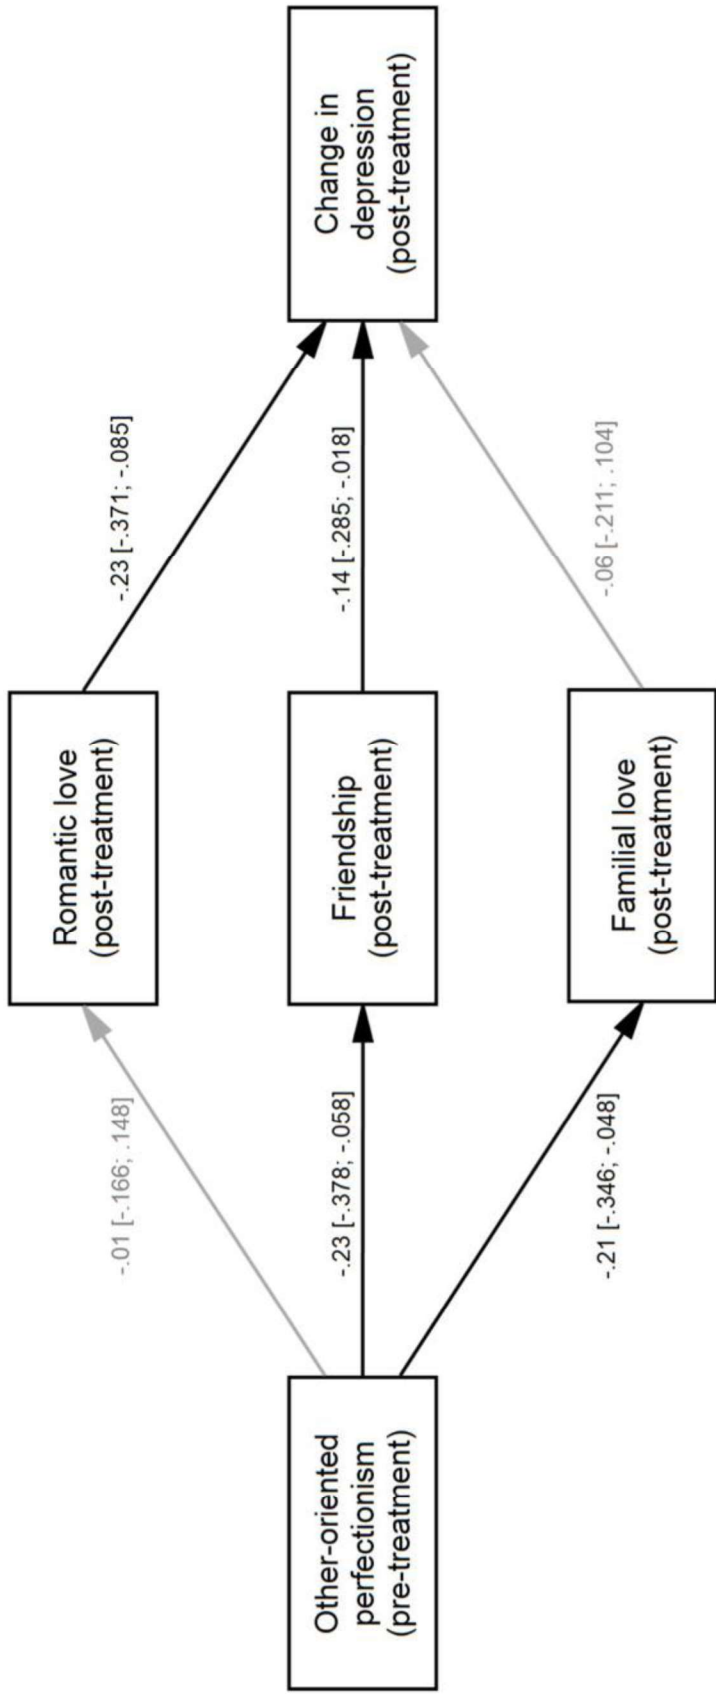 Other-oriented
perfectionism
(pre-treatment)
-.01 [-.166; .148]
-.23 [-.378; -.058]
-.21 [-.346; -.048]
Romantic love
(post-treatment)
Friendship
(post-treatment)
Familial love
(post-treatment)
-.23 [-.371; -.085]
-.14 [-.285; -.018]
-.06 [-.211; .104]
Change in
depression
(post-treatment)